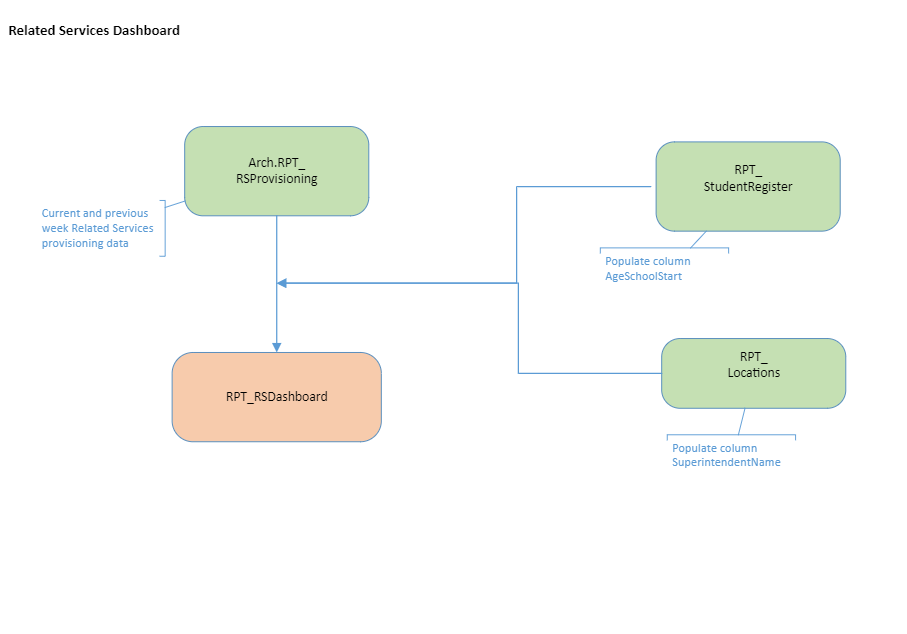 Related Services Dashboard
Arch.RPT_
RSProvisioning
Current and previous
week Related Services
provisioning data
RPT_
StudentRegister
Populate column
AgeSchoolStart
RPT_RSDashboard
RPT_
Locations
Populate column
SuperintendentName